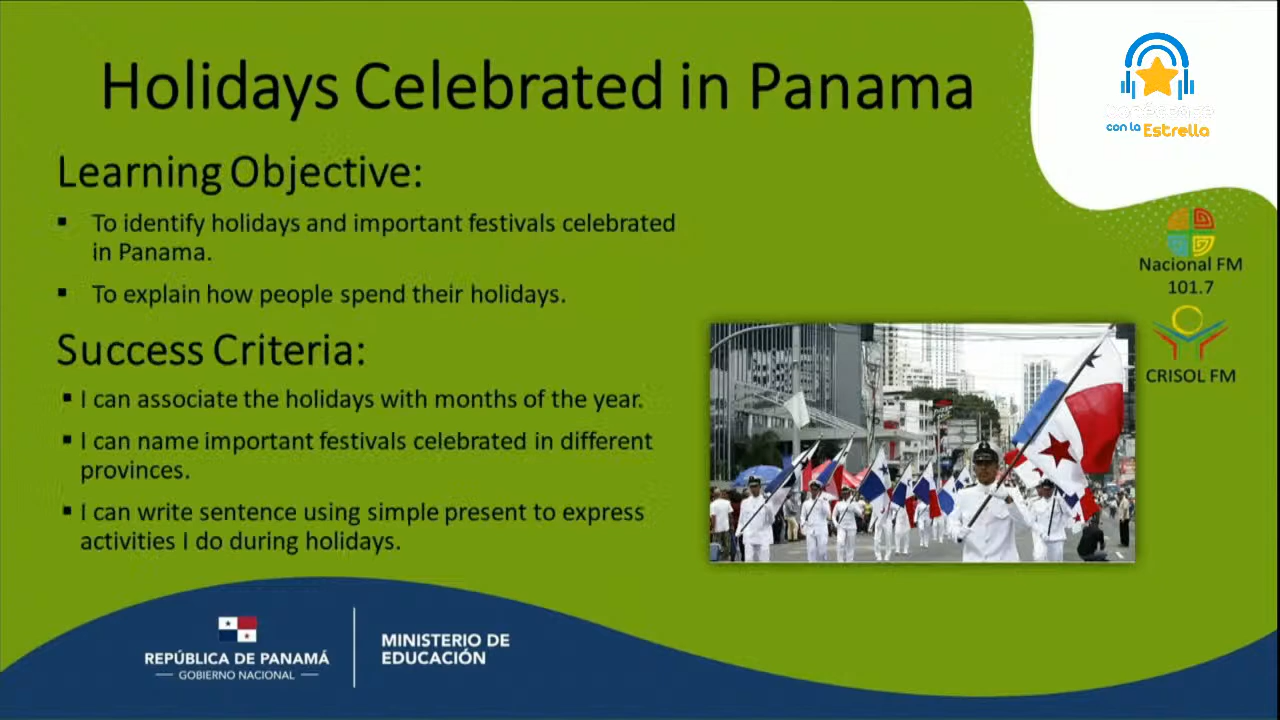 Holidays Celebrated in Panama
Learning Objective:
▪ To identify holidays and important festivals celebrated
in Panama.
▪ To explain how people spend their holidays.
Success Criteria:
▪ I can associate the holidays with months of the year.
▪ I can name important festivals celebrated in different
provinces.
▪ I can write sentence using simple present to express
activities I do during holidays.
conéctate
con la Estrella
Nacional FM
101.7
CRISOL FM
REPÚBLICA DE PANAMÁ
GOBIERNO NACIONAL
MINISTERIO DE
EDUCACIÓN